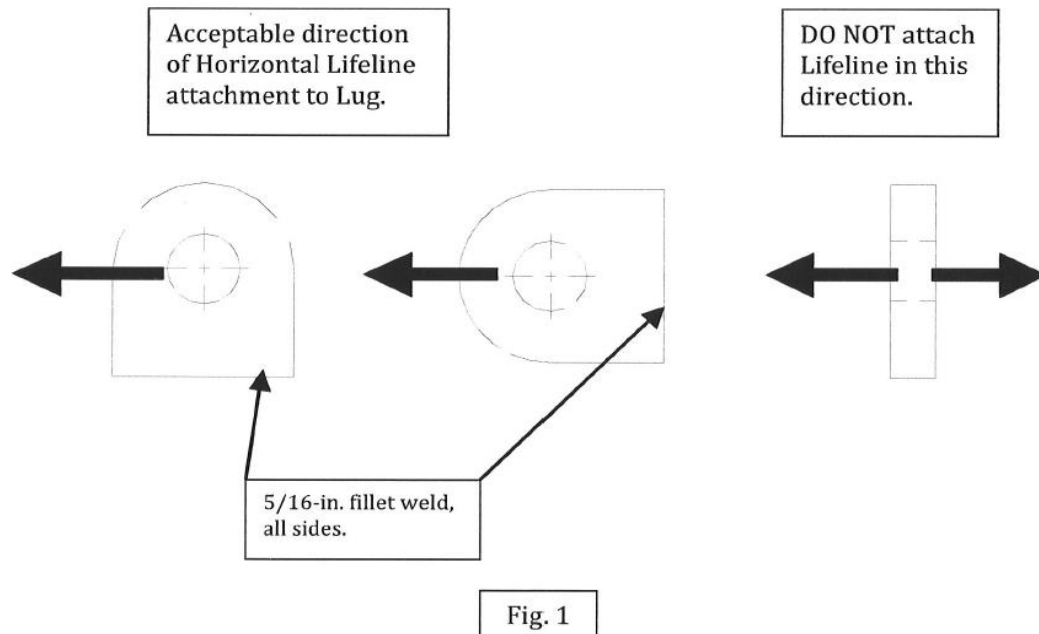 Acceptable direction
of Horizontal Lifeline
attachment to Lug.
DO NOT attach
Lifeline in this
direction.
5/16-in. fillet weld,
all sides.
Fig. 1